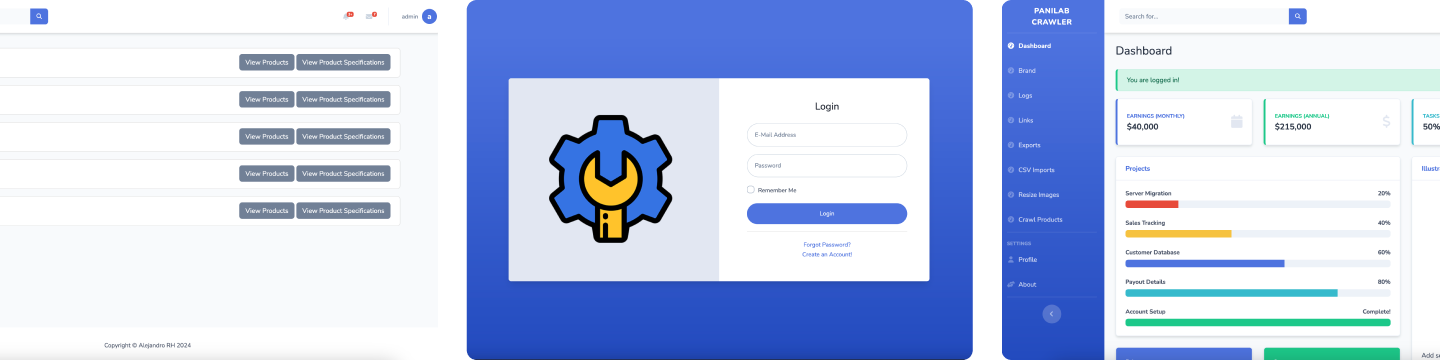 admin
a
View Products View Product Specifications
View Products View Product Specifications
View Products View Product Specifications
View Products View Product Specifications
View Products View Product Specifications
Copyright © Alejandro RH 2024
Login
E-Mail Address
Password
Remember Me
Login
Forgot Password?
Create an Account!
PANILAB
CRAWLER
Dashboard
Brand
Logs
Links
Exports
CSV Imports
Resize Images
Crawl Products
SETTINGS
Profile
About
Search for...
Dashboard
You are logged in!
EARNINGS (MONTHLY)
$40,000
EARNINGS (ANNUAL)
$215,000
$
TASKS
50%
Projects
Server Migration 20%
Sales Tracking 40%
Customer Database 60%
Payout Details 80%
Account Setup Complete!
Illustr
Add s